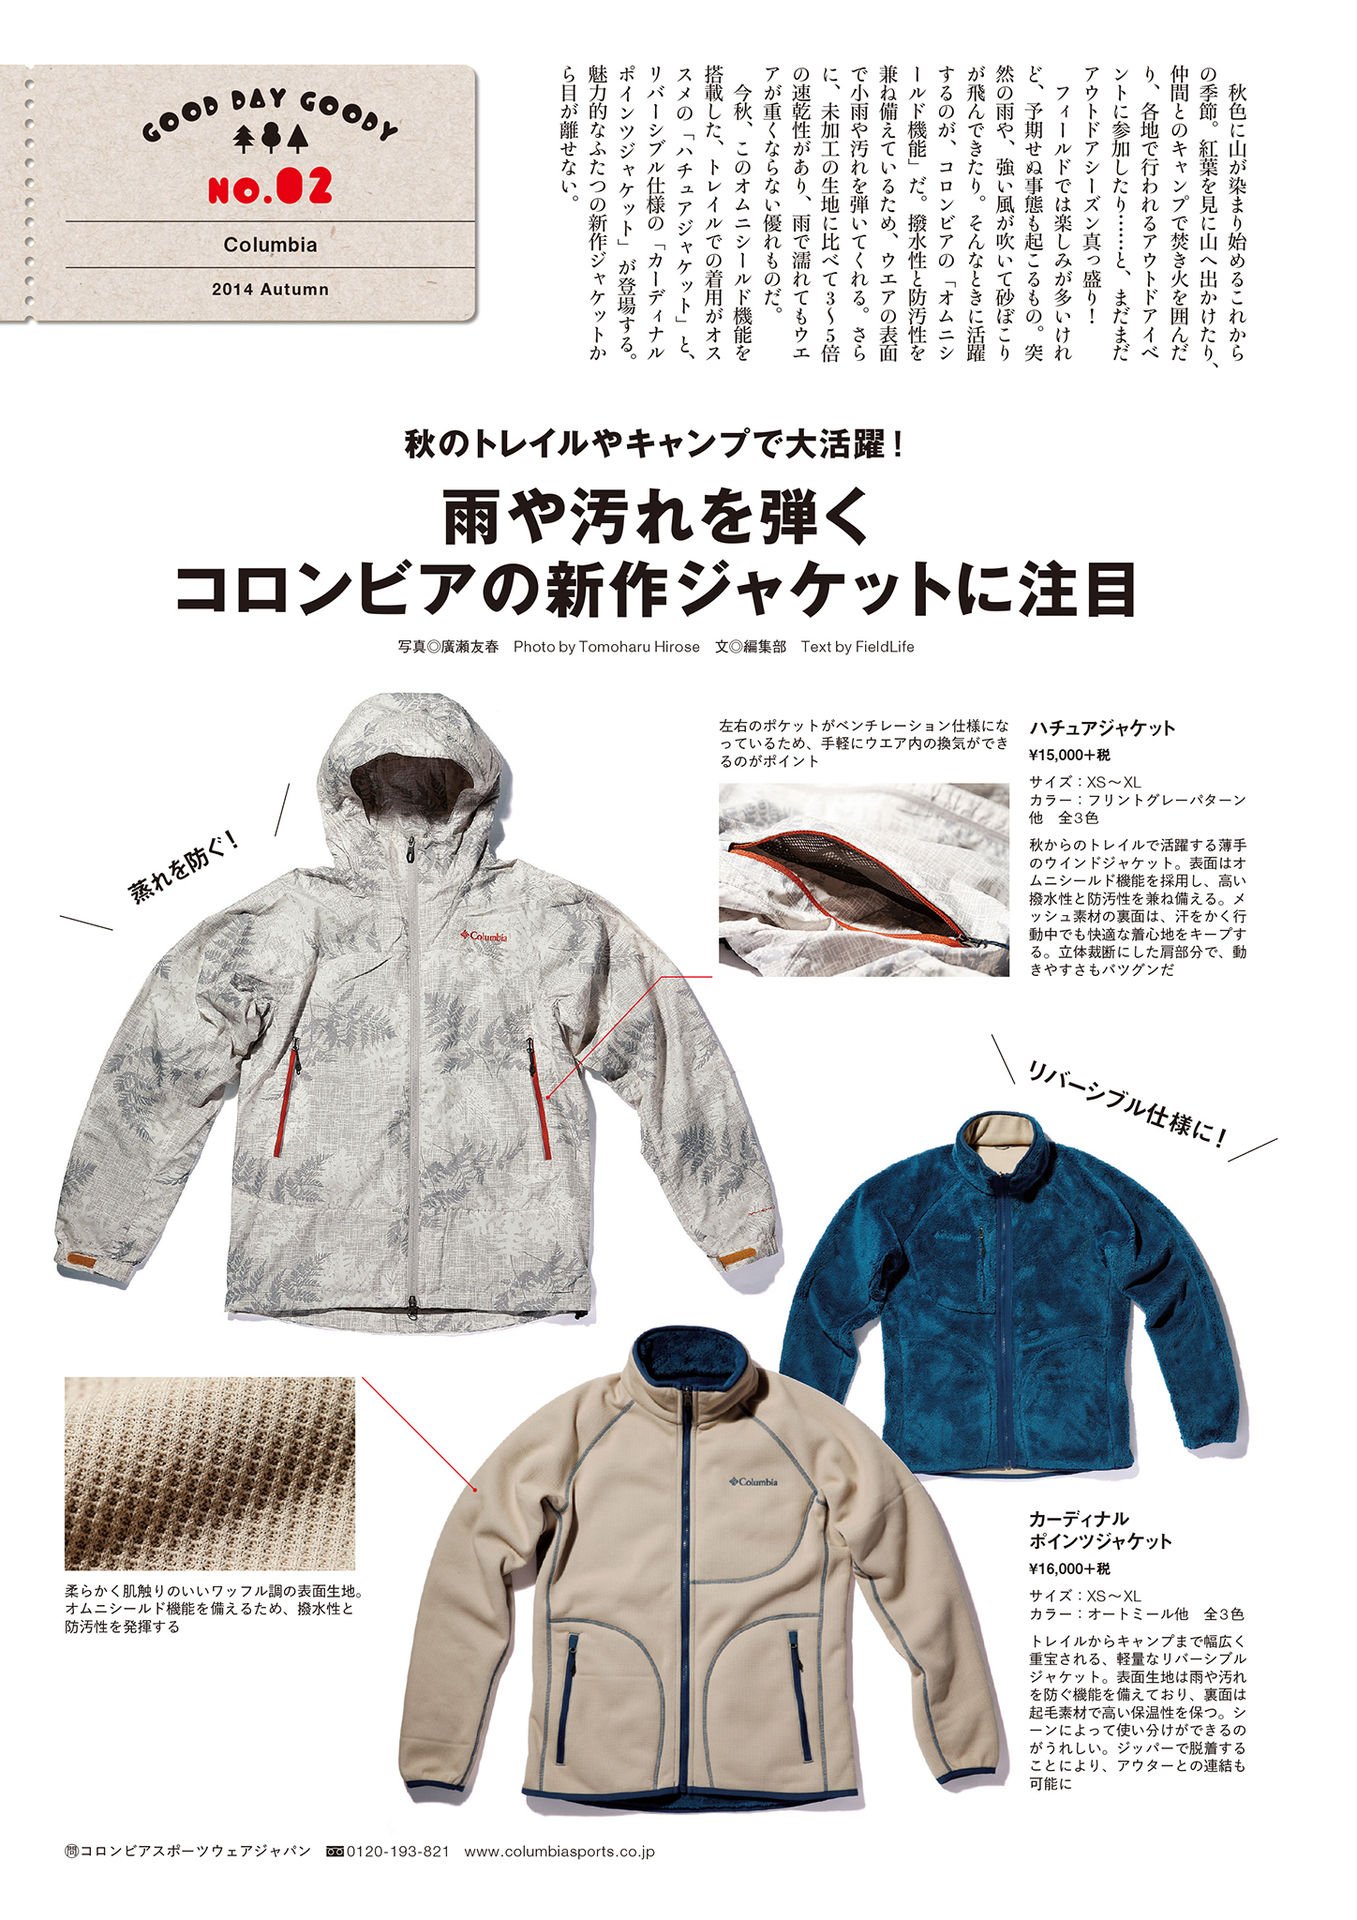 GOOD DAY GOODY
NO.02
Columbia
2014 Autumn
秋色に山が染まり始めるこれから
の季節。紅葉を見に山へ出かけたり、
仲間とのキャンプで焚き火を囲んだ
り、各地で行われるアウトドアイベ
ントに参加したり……と、まだまだ
アウトドアシーズン真っ盛り！
フィールドでは楽しみが多いけれ
ど、予期せぬ事態も起こるもの。突
然の雨や、強い風が吹いて砂ぼこり
が飛んできたり。そんなときに活躍
するのが、コロンビアの「オムニシ
ールド機能」だ。撥水性と防汚性を
兼ね備えているため、ウエアの表面
で小雨や汚れを弾いてくれる。さら
に、未加工の生地に比べて3〜5倍
の速乾性があり、雨で濡れてもウエ
アが重くならない優れものだ。
今秋、このオムニシールド機能を
搭載した、トレイルでの着用がオス
スメの「ハチュアジャケット」と、
リバーシブル仕様の「カーディナル
ポインツジャケット」が登場する。
魅力的なふたつの新作ジャケットか
ら目が離せない。
秋のトレイルやキャンプで大活躍！
雨や汚れを弾く
コロンビアの新作ジャケットに注目
写真◎廣瀬友春　Photo by Tomoharu Hirose　文◎編集部　Text by FieldLife
蒸れを防ぐ！
Columbia
左右のポケットがベンチレーション仕様にな
っているため、手軽にウエア内の換気ができ
るのがポイント
ハチュアジャケット
¥15,000+税
サイズ：XS〜XL
カラー：フリントグレーパターン
他　全3色
秋からのトレイルで活躍する薄手
のウインドジャケット。表面はオ
ムニシールド機能を採用し、高い
撥水性と防汚性を兼ね備える。メ
ッシュ素材の裏面は、汗をかく行
動中でも快適な着心地をキープす
る。立体裁断にした肩部分で、動
きやすさもバツグンだ
リバーシブル仕様に！
Columbia
Columbia
柔らかく肌触りのいいワッフル調の表面生地。
オムニシールド機能を備えるため、撥水性と
防汚性を発揮する
カーディナル
ポインツジャケット
¥16,000+税
サイズ：XS〜XL
カラー：オートミール他　全3色
トレイルからキャンプまで幅広く
重宝される、軽量なリバーシブル
ジャケット。表面生地は雨や汚れ
を防ぐ機能を備えており、裏面は
起毛素材で高い保温性を保つ。シ
ーンによって使い分けができるの
がうれしい。ジッパーで脱着する
ことにより、アウターとの連結も
可能に
㉄コロンビアスポーツウェアジャパン　0120-193-821　www.columbiasports.co.jp